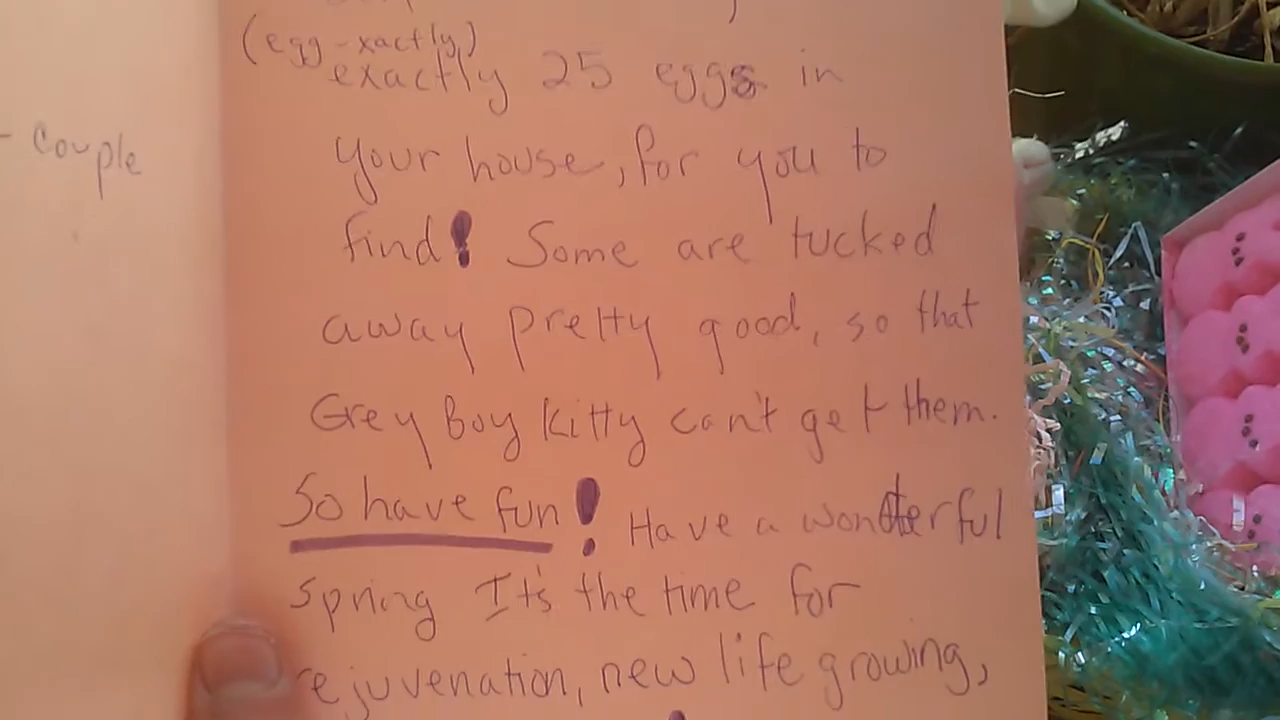 (egg-xactly,)
exactly 25 eggs in
your house, for you to
find! Some are tucked
away pretty good, so that
Grey Boy Kitty can't get them.
So have fun! Have a wonderful
spring It's the time for
rejuvenation, new life growing,
- couple